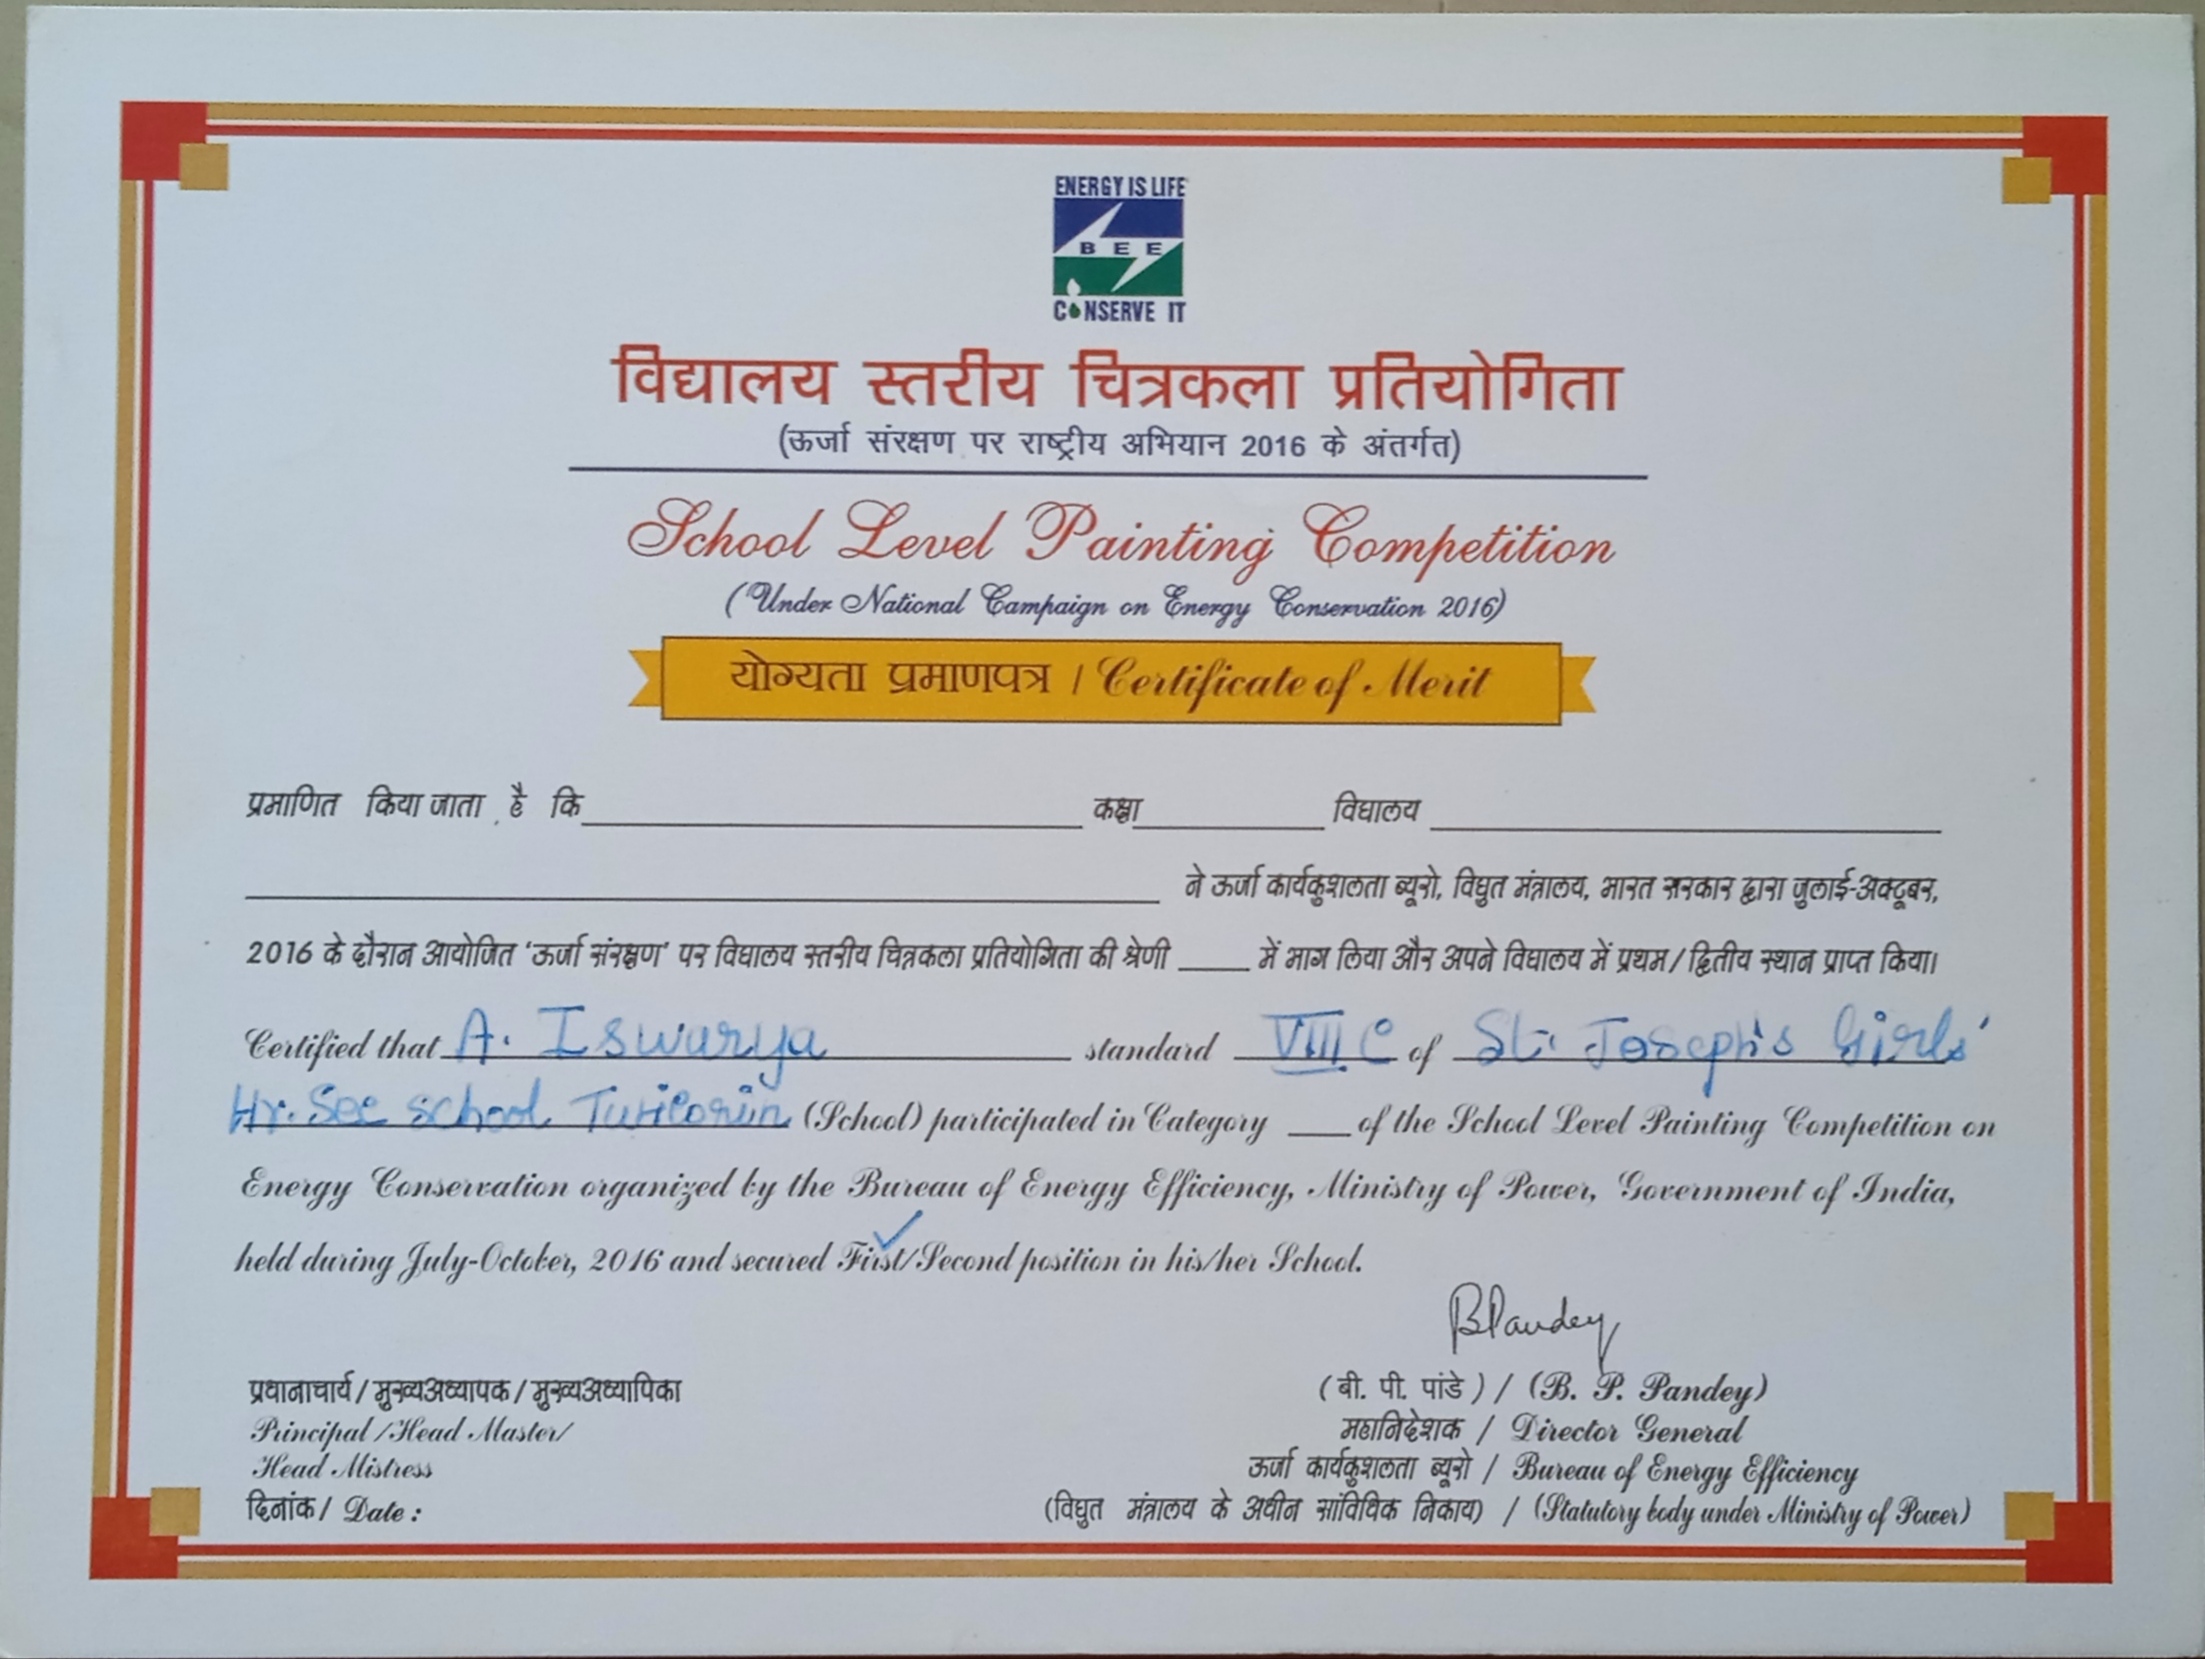 ENERGY IS LIFE
BEE
CONSERVE IT
विद्यालय स्तरीय चित्रकला प्रतियोगिता
(ऊर्जा संरक्षण पर राष्ट्रीय अभियान 2016 के अंतर्गत)
School Level Painting Competition
(Under National Campaign on Energy Conservation 2016)
योग्यता प्रमाणपत्र / Certificate of Merit
प्रमाणित किया जाता है कि ____ कक्षा ____ विद्यालय ____
____ ने ऊर्जा कार्यकुशलता ब्यूरो, विद्युत मंत्रालय, भारत सरकार द्वारा जुलाई-अक्टूबर,
2016 के दौरान आयोजित 'ऊर्जा संरक्षण' पर विद्यालय स्तरीय चित्रकला प्रतियोगिता की श्रेणी ____ में भाग लिया और अपने विद्यालय में प्रथम/द्वितीय स्थान प्राप्त किया।
Certified that A. Iswarya standard VIII C of St. Joseph's Girls'
Hr. Sec school Tuticorin (School) participated in Category ____ of the School Level Painting Competition on
Energy Conservation organized by the Bureau of Energy Efficiency, Ministry of Power, Government of India,
held during July-October, 2016 and secured First/Second position in his/her School.
BPandey
प्रधानाचार्य/मुख्यअध्यापक/मुख्यअध्यापिका
Principal/Head Master/
Head Mistress
दिनांक/ Date :
(बी. पी. पांडे) / (B. P. Pandey)
महानिदेशक / Director General
ऊर्जा कार्यकुशलता ब्यूरो / Bureau of Energy Efficiency
(विद्युत मंत्रालय के अधीन सांविधिक निकाय) / (Statutory body under Ministry of Power)